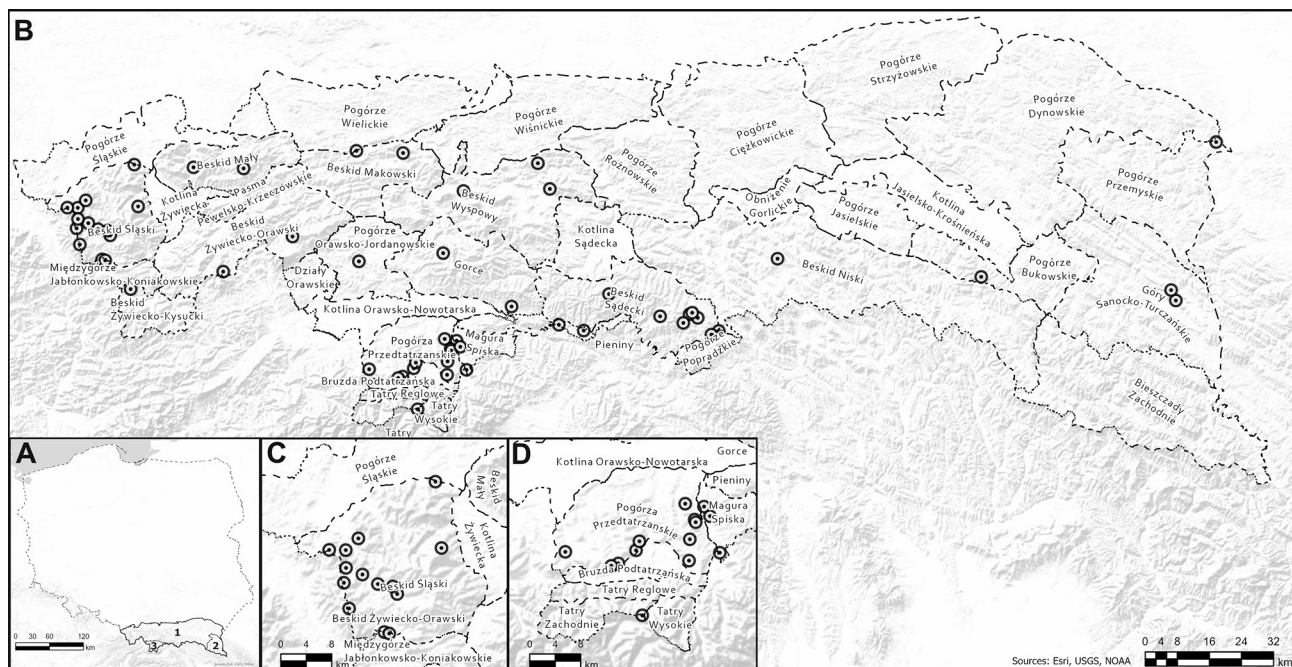 B
Pogórze
Strzyżowskie
Pogórze
Dynowskie
Pogórze
Wielickie
Pogórze
Wiśnickie
Pogórze
Ciężkowickie
Pogórze
Śląskie
Beskid Mały
Beskid Makowski
Pogórze
Rożnowskie
Pogórze
Przemyskie
Kotlina
Żywiecka
Pasma
Pewelsko-Krzeczowskie
Beskid
Wyspowy
Obniżenie
Gorlickie
Pogórze
Jasielskie
Kotlina
Jasielsko-Krośnieńska
Beskid Śląski
Beskid
Żywiecko-Orawski
Pogórze
Orawsko-Jordanowskie
Kotlina
Sądecka
Gorce
Beskid Niski
Pogórze
Bukowskie
Międzygórze
Jabłonkowsko-Koniakowskie
Działy
Orawskie
Beskid
Żywiecko-Kysucki
Kotlina Orawsko-Nowotarska
Beskid
Sądecki
Góry
Sanocko-Turczańskie
Pogórza
Przedtatrzańskie
Magura
Spiska
Pieniny
Pogórze
Popradzkie
Bruzda Podtatrzańska
Tatry Reglowe
Tatry
Wysokie
Tatry
Bieszczady
Zachodnie
A
1
2
3
0 30 60 120
km
C
Pogórze
Śląskie
Beskid
Mały
Kotlina
Żywiecka
Beskid Śląski
Beskid Żywiecko-Orawski
Międzygórze
Jabłonkowsko-Koniakowskie
0 4 8
km
D
Gorce
Kotlina Orawsko-Nowotarska
Pieniny
Pogórza
Przedtatrzańskie
Magura
Spiska
Bruzda Podtatrzańska
Tatry Reglowe
Tatry
Zachodnie
Tatry
Wysokie
0 4 8
km
0 4 8 16 24 32
km
Sources: Esri, USGS, NOAA